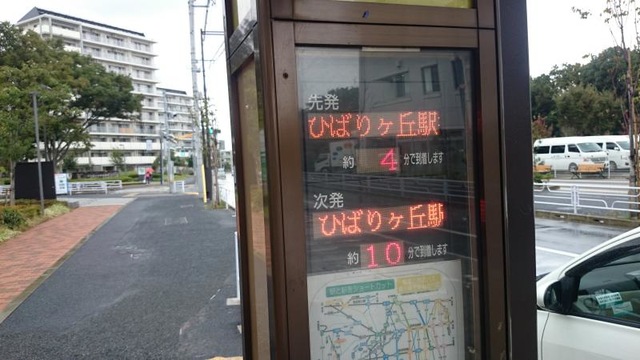 先発
ひばりヶ丘駅
約 4 分で到着します
次発
ひばりヶ丘駅
約 10 分で到着します